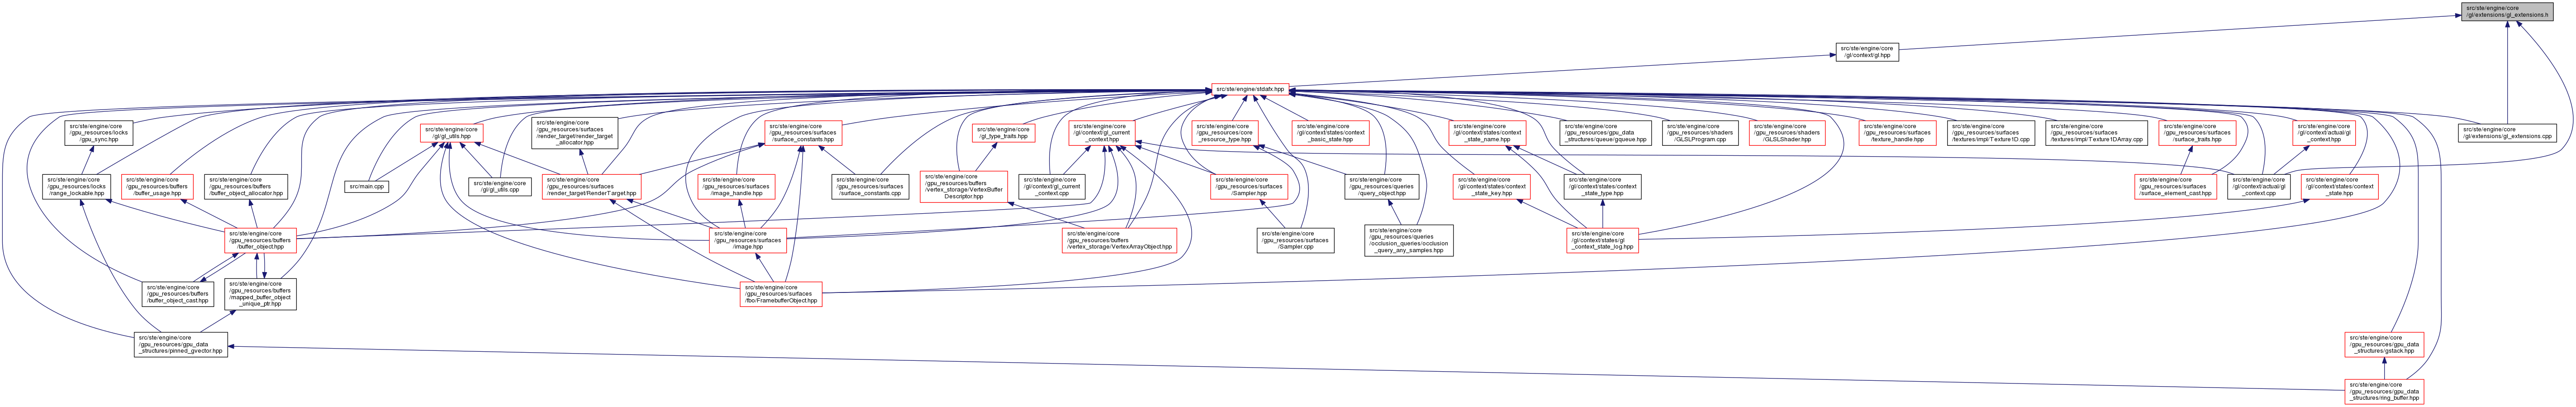 src/ste/engine/core
/gl/extensions/gl_extensions.h
src/ste/engine/core
/gl/context/gl.hpp
src/ste/engine/stdafx.hpp
src/ste/engine/core
/gpu_resources/locks
/gpu_sync.hpp
src/ste/engine/core
/gl/gl_utils.hpp
src/ste/engine/core
/gpu_resources/surfaces
/render_target/render_target
_allocator.hpp
src/ste/engine/core
/gpu_resources/surfaces
/surface_constants.hpp
src/ste/engine/core
/gl_type_traits.hpp
src/ste/engine/core
/gl/context/gl_current
_context.hpp
src/ste/engine/core
/gpu_resources/core
_resource_type.hpp
src/ste/engine/core
/gl/context/states/context
_basic_state.hpp
src/ste/engine/core
/gl/context/states/context
_state_name.hpp
src/ste/engine/core
/gpu_resources/gpu_data
_structures/queue/gqueue.hpp
src/ste/engine/core
/gpu_resources/shaders
/GLSLProgram.cpp
src/ste/engine/core
/gpu_resources/shaders
/GLSLShader.hpp
src/ste/engine/core
/gpu_resources/surfaces
/texture_handle.hpp
src/ste/engine/core
/gpu_resources/surfaces
/textures/impl/Texture1D.cpp
src/ste/engine/core
/gpu_resources/surfaces
/textures/impl/Texture1DArray.cpp
src/ste/engine/core
/gpu_resources/surfaces
/surface_traits.hpp
src/ste/engine/core
/gl/context/actual/gl
_context.hpp
src/ste/engine/core
/gl/extensions/gl_extensions.cpp
src/ste/engine/core
/gpu_resources/locks
/range_lockable.hpp
src/ste/engine/core
/gpu_resources/buffers
/buffer_usage.hpp
src/ste/engine/core
/gpu_resources/buffers
/buffer_object_allocator.hpp
src/main.cpp
src/ste/engine/core
/gl/gl_utils.cpp
src/ste/engine/core
/gpu_resources/surfaces
/render_target/RenderTarget.hpp
src/ste/engine/core
/gpu_resources/surfaces
/image_handle.hpp
src/ste/engine/core
/gpu_resources/surfaces
/surface_constants.cpp
src/ste/engine/core
/gpu_resources/buffers
/vertex_storage/VertexBuffer
Descriptor.hpp
src/ste/engine/core
/gl/context/gl_current
_context.cpp
src/ste/engine/core
/gpu_resources/surfaces
/Sampler.hpp
src/ste/engine/core
/gpu_resources/queries
/query_object.hpp
src/ste/engine/core
/gl/context/states/context
_state_key.hpp
src/ste/engine/core
/gl/context/states/context
_state_type.hpp
src/ste/engine/core
/gpu_resources/surfaces
/surface_element_cast.hpp
src/ste/engine/core
/gl/context/actual/gl
_context.cpp
src/ste/engine/core
/gl/context/states/context
_state.hpp
src/ste/engine/core
/gpu_resources/buffers
/buffer_object.hpp
src/ste/engine/core
/gpu_resources/surfaces
/image.hpp
src/ste/engine/core
/gpu_resources/buffers
/vertex_storage/VertexArrayObject.hpp
src/ste/engine/core
/gpu_resources/surfaces
/Sampler.cpp
src/ste/engine/core
/gpu_resources/queries
/occlusion_queries/occlusion
_query_any_samples.hpp
src/ste/engine/core
/gl/context/states/gl
_context_state_log.hpp
src/ste/engine/core
/gpu_resources/buffers
/buffer_object_cast.hpp
src/ste/engine/core
/gpu_resources/buffers
/mapped_buffer_object
_unique_ptr.hpp
src/ste/engine/core
/gpu_resources/surfaces
/fbo/FramebufferObject.hpp
src/ste/engine/core
/gpu_resources/gpu_data
_structures/pinned_gvector.hpp
src/ste/engine/core
/gpu_resources/gpu_data
_structures/gstack.hpp
src/ste/engine/core
/gpu_resources/gpu_data
_structures/ring_buffer.hpp